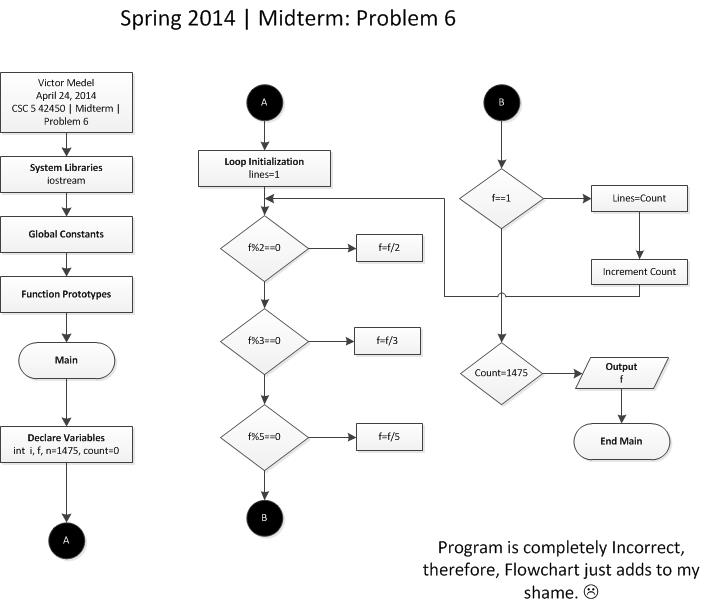 Spring 2014 | Midterm: Problem 6
Victor Medel
April 24, 2014
CSC 5 42450 | Midterm |
Problem 6
System Libraries
iostream
Global Constants
Function Prototypes
Main
Declare Variables
int i, f, n=1475, count=0
A
A
Loop Initialization
lines=1
f%2==0
f=f/2
f%3==0
f=f/3
f%5==0
f=f/5
B
B
f==1
Lines=Count
Increment Count
Count=1475
Output
f
End Main
Program is completely Incorrect,
therefore, Flowchart just adds to my
shame. ☹